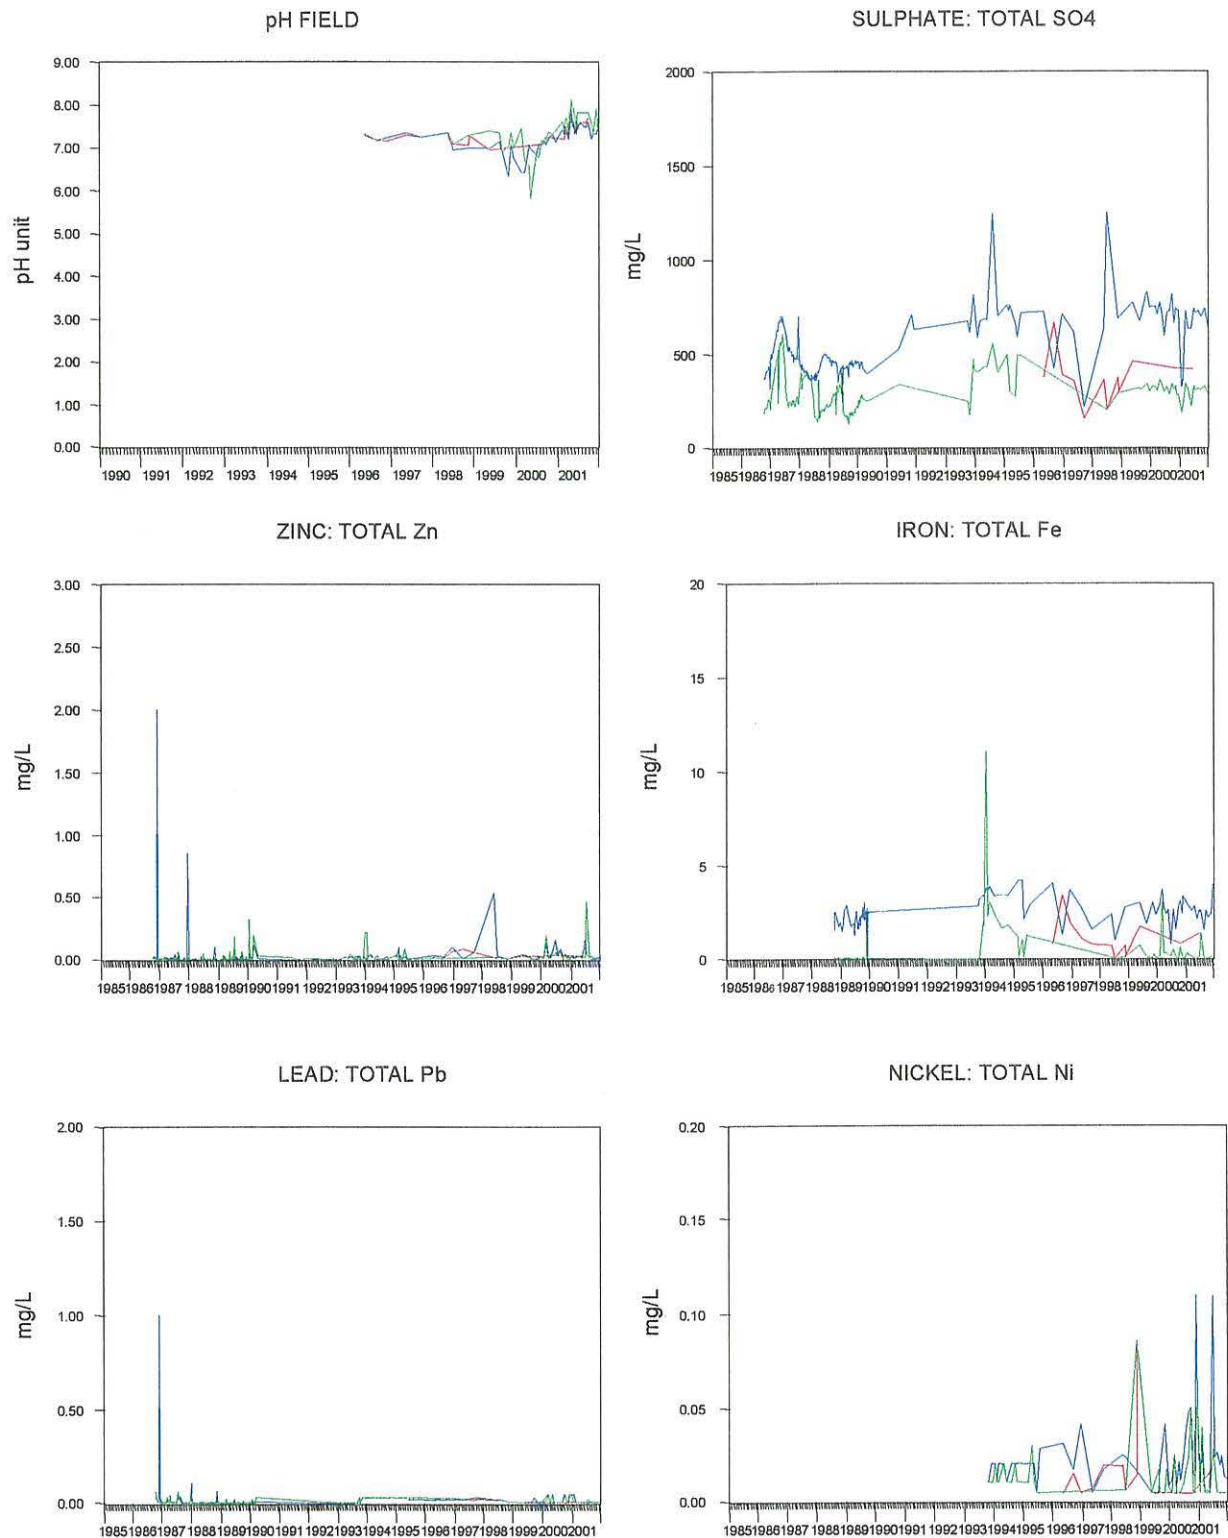 pH FIELD
9.00
8.00
7.00
6.00
5.00
4.00
3.00
2.00
1.00
0.00
pH unit
1990 1991 1992 1993 1994 1995 1996 1997 1998 1999 2000 2001
SULPHATE: TOTAL SO4
2000
1500
1000
500
0
mg/L
1985 1986 1987 1988 1989 1990 1991 1992 1993 1994 1995 1996 1997 1998 1999 2000 2001
ZINC: TOTAL Zn
3.00
2.50
2.00
1.50
1.00
0.50
0.00
mg/L
1985 1986 1987 1988 1989 1990 1991 1992 1993 1994 1995 1996 1997 1998 1999 2000 2001
IRON: TOTAL Fe
20
15
10
5
0
mg/L
1985 1986 1987 1988 1989 1990 1991 1992 1993 1994 1995 1996 1997 1998 1999 2000 2001
LEAD: TOTAL Pb
2.00
1.50
1.00
0.50
0.00
mg/L
1985 1986 1987 1988 1989 1990 1991 1992 1993 1994 1995 1996 1997 1998 1999 2000 2001
NICKEL: TOTAL Ni
0.20
0.15
0.10
0.05
0.00
mg/L
1985 1986 1987 1988 1989 1990 1991 1992 1993 1994 1995 1996 1997 1998 1999 2000 2001